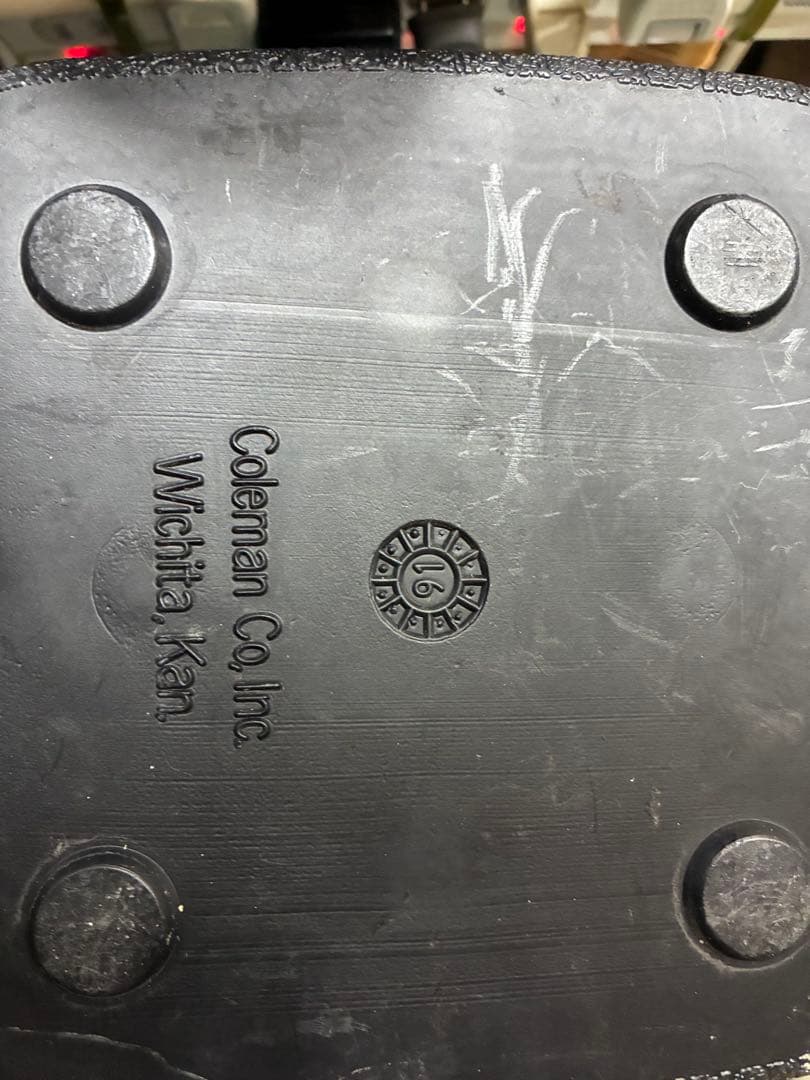 Coleman Co, Inc.
Wichita, Kan.
91